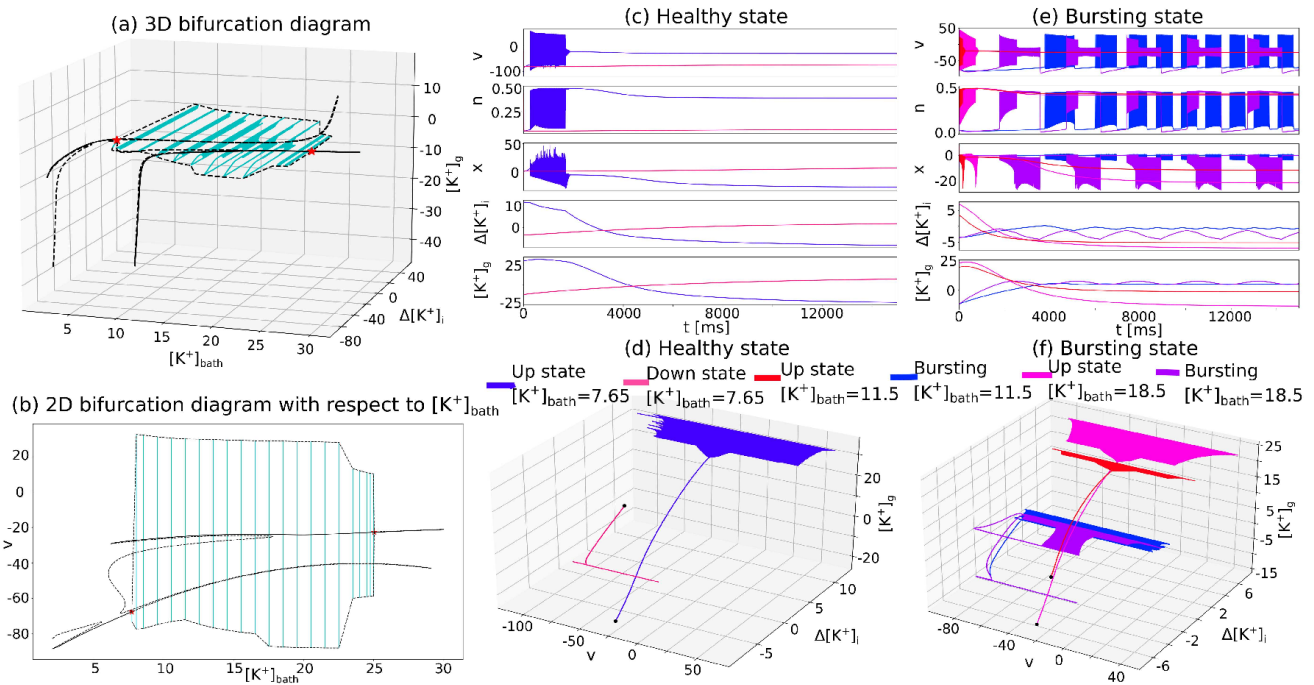 (a) 3D bifurcation diagram
10
0
-10
-20
-30
-40
[K⁺]g
40
0
-40
-80
Δ[K⁺]i
5
10
15
20
25
30
[K⁺]bath
(b) 2D bifurcation diagram with respect to [K⁺]bath
20
0
-20
-40
-60
-80
v
5
10
15
20
25
30
[K⁺]bath
(c) Healthy state
v
0
-100
n
0.50
0.25
x
50
0
Δ[K⁺]i
10
0
[K⁺]g
25
-25
0
4000
8000
12000
t [ms]
(e) Bursting state
v
50
-50
n
0.5
0.0
x
0
-20
Δ[K⁺]i
5
-5
[K⁺]g
25
0
0
4000
8000
12000
t [ms]
(d) Healthy state
(f) Bursting state
Up state
[K⁺]bath=7.65
Down state
[K⁺]bath=7.65
Up state
[K⁺]bath=11.5
Bursting
[K⁺]bath=11.5
Up state
[K⁺]bath=18.5
Bursting
[K⁺]bath=18.5
20
0
-20
[K⁺]g
10
5
0
-5
Δ[K⁺]i
-100
-50
0
50
v
25
15
5
-5
-15
[K⁺]g
6
2
-2
-6
Δ[K⁺]i
-80
-40
0
40
v